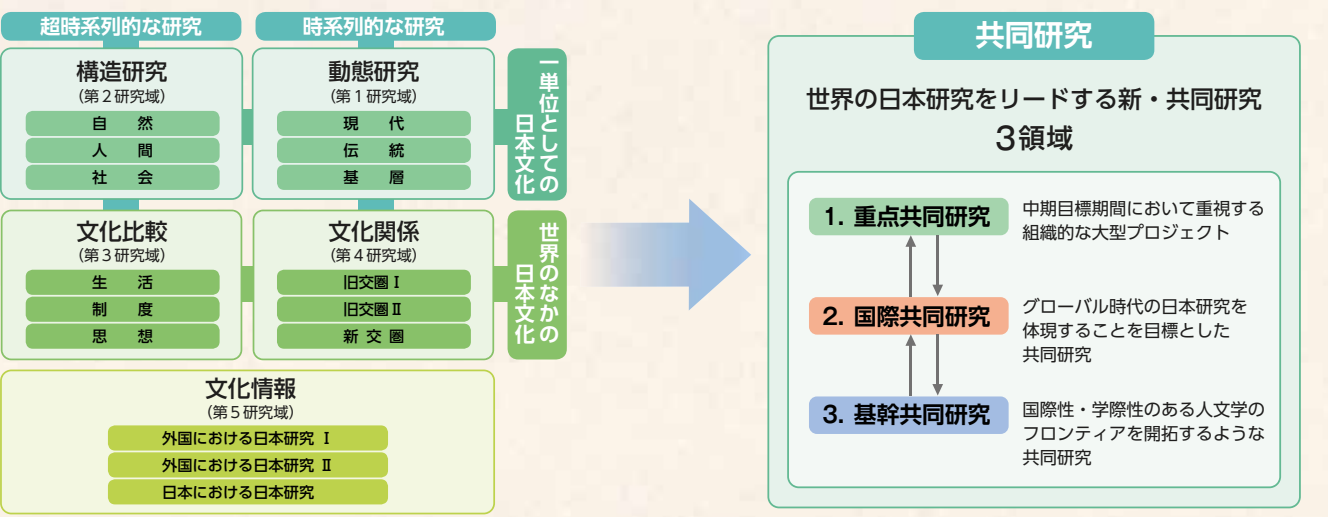 超時系列的な研究
時系列的な研究
構造研究
(第2研究域)
自 然
人 間
社 会
動態研究
(第1研究域)
現 代
伝 統
基 層
一単位としての
日本文化
文化比較
(第3研究域)
生 活
制 度
思 想
文化関係
(第4研究域)
旧交圏Ⅰ
旧交圏Ⅱ
新 交 圏
世界のなかの
日本文化
文化情報
(第5研究域)
外国における日本研究 Ⅰ
外国における日本研究 Ⅱ
日本における日本研究
共同研究
世界の日本研究をリードする新・共同研究
3領域
1. 重点共同研究
中期目標期間において重視する
組織的な大型プロジェクト
2. 国際共同研究
グローバル時代の日本研究を
体現することを目標とした
共同研究
3. 基幹共同研究
国際性・学際性のある人文学の
フロンティアを開拓するような
共同研究